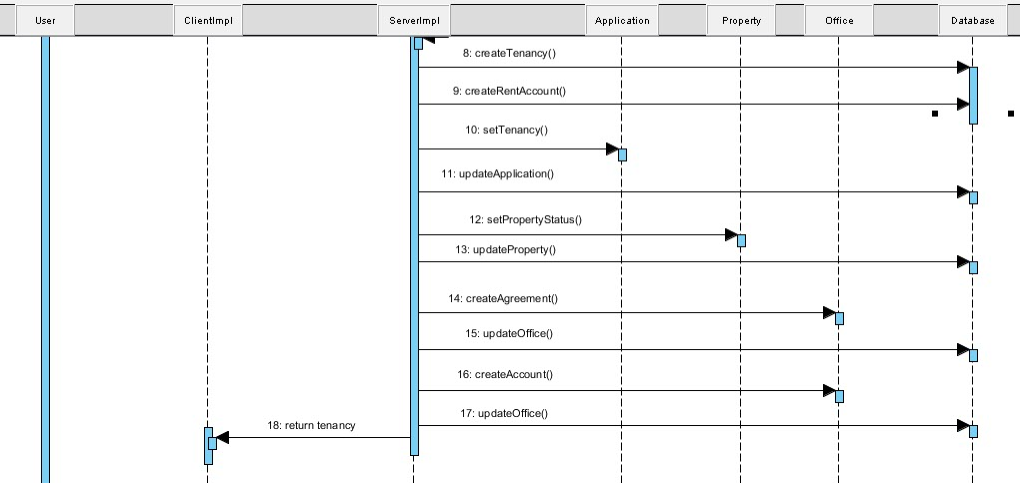 User ClientImpl ServerImpl Application Property Office Database
8: createTenancy()
9: createRentAccount()
10: setTenancy()
11: updateApplication()
12: setPropertyStatus()
13: updateProperty()
14: createAgreement()
15: updateOffice()
16: createAccount()
17: updateOffice()
18: return tenancy